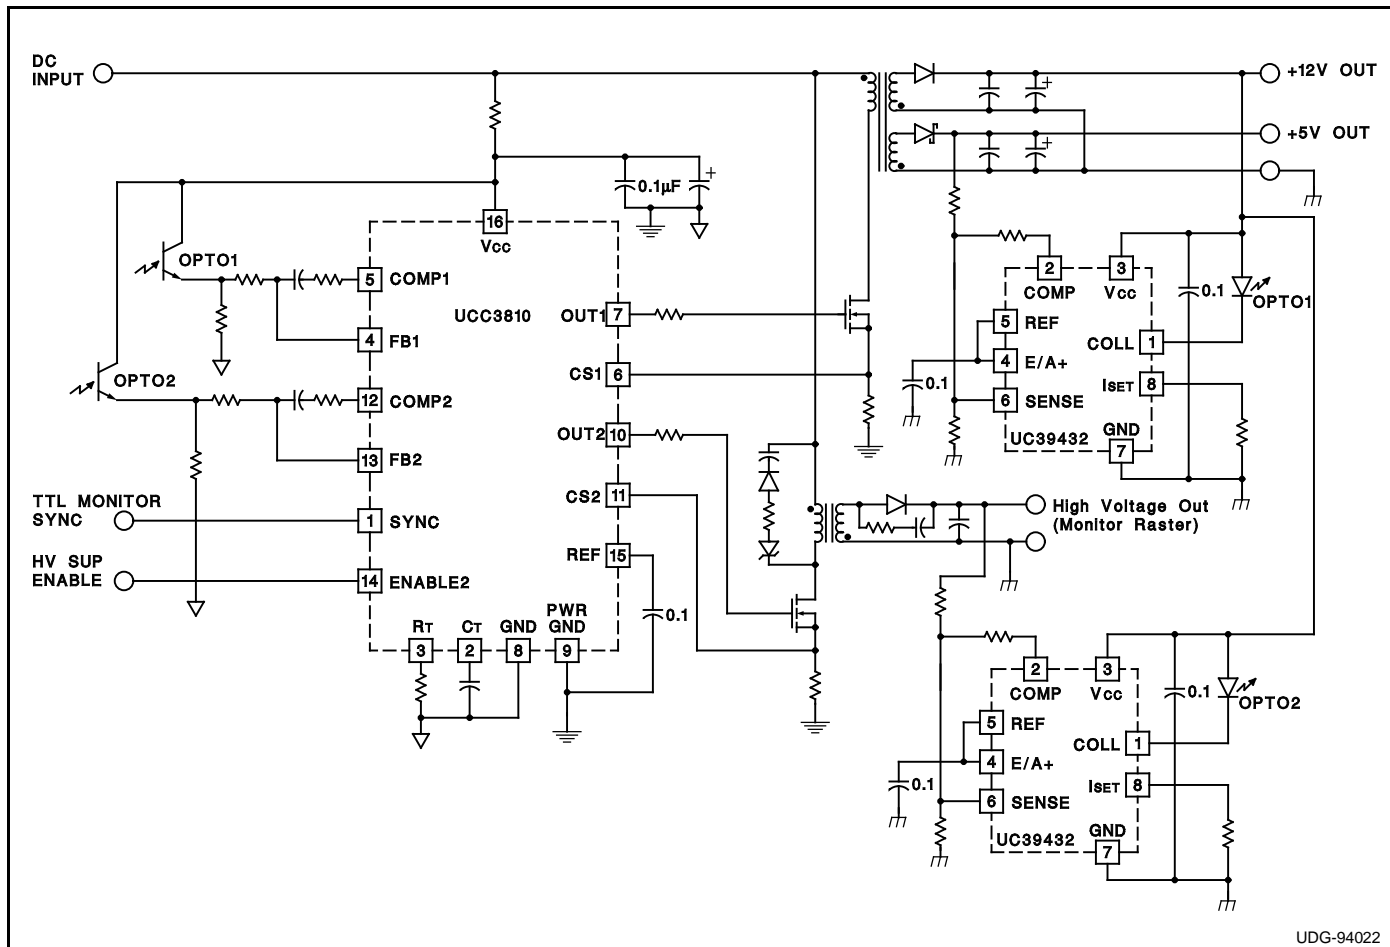 DC
INPUT
+12V OUT
+5V OUT
0.1µF
+
+
+
16
Vcc
OPTO1
5
COMP1
UCC3810
OUT1
7
4
FB1
CS1
6
OPTO2
12
COMP2
OUT2
10
13
FB2
CS2
11
TTL MONITOR
SYNC
1
SYNC
REF
15
HV SUP
ENABLE
14
ENABLE2
0.1
RT
CT
GND
PWR
GND
3
2
8
9
2
COMP
3
Vcc
0.1
OPTO1
5
REF
COLL
1
4
E/A+
ISET
8
0.1
6
SENSE
GND
UC39432
7
High Voltage Out
(Monitor Raster)
2
COMP
3
Vcc
0.1
OPTO2
5
REF
COLL
1
4
E/A+
ISET
8
0.1
6
SENSE
GND
UC39432
7
UDG-94022